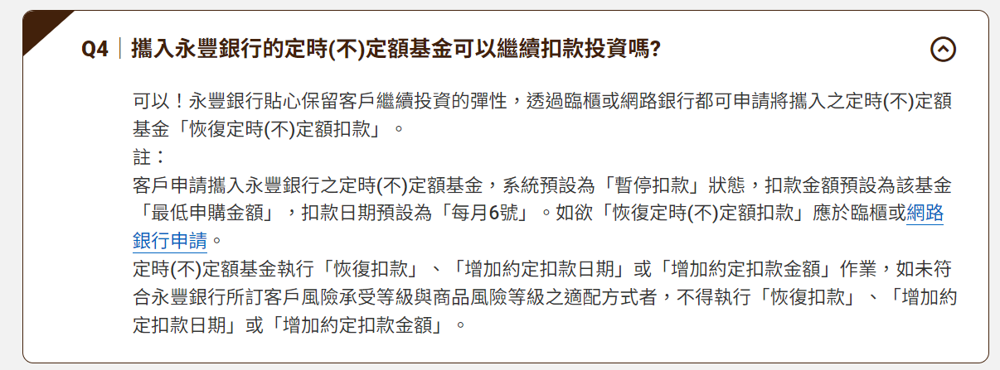 Q4｜攜入永豐銀行的定時(不)定額基金可以繼續扣款投資嗎?
可以！永豐銀行貼心保留客戶繼續投資的彈性，透過臨櫃或網路銀行都可申請將攜入之定時(不)定額
基金「恢復定時(不)定額扣款」。
註：
客戶申請攜入永豐銀行之定時(不)定額基金，系統預設為「暫停扣款」狀態，扣款金額預設為該基金
「最低申購金額」，扣款日期預設為「每月6號」。如欲「恢復定時(不)定額扣款」應於臨櫃或網路
銀行申請。
定時(不)定額基金執行「恢復扣款」、「增加約定扣款日期」或「增加約定扣款金額」作業，如未符
合永豐銀行所訂客戶風險承受等級與商品風險等級之適配方式者，不得執行「恢復扣款」、「增加約
定扣款日期」或「增加約定扣款金額」。